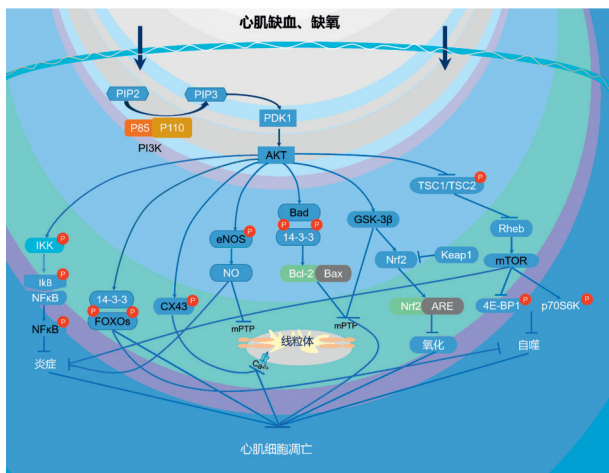 心肌缺血、缺氧
PIP2
PIP3
P85
P110
PI3K
PDK1
AKT
TSC1/TSC2
P
Bad
P
P
14-3-3
GSK-3β
Rheb
IKK
P
eNOS
P
Nrf2
Keap1
mTOR
IkB
P
NFκB
NO
Bcl-2
Bax
14-3-3
P
P
FOXOs
CX43
P
Nrf2
ARE
4E-BP1
P
p70S6K
P
NFκB
P
mPTP
mPTP
线粒体
Ca²⁺
炎症
氧化
自噬
心肌细胞凋亡